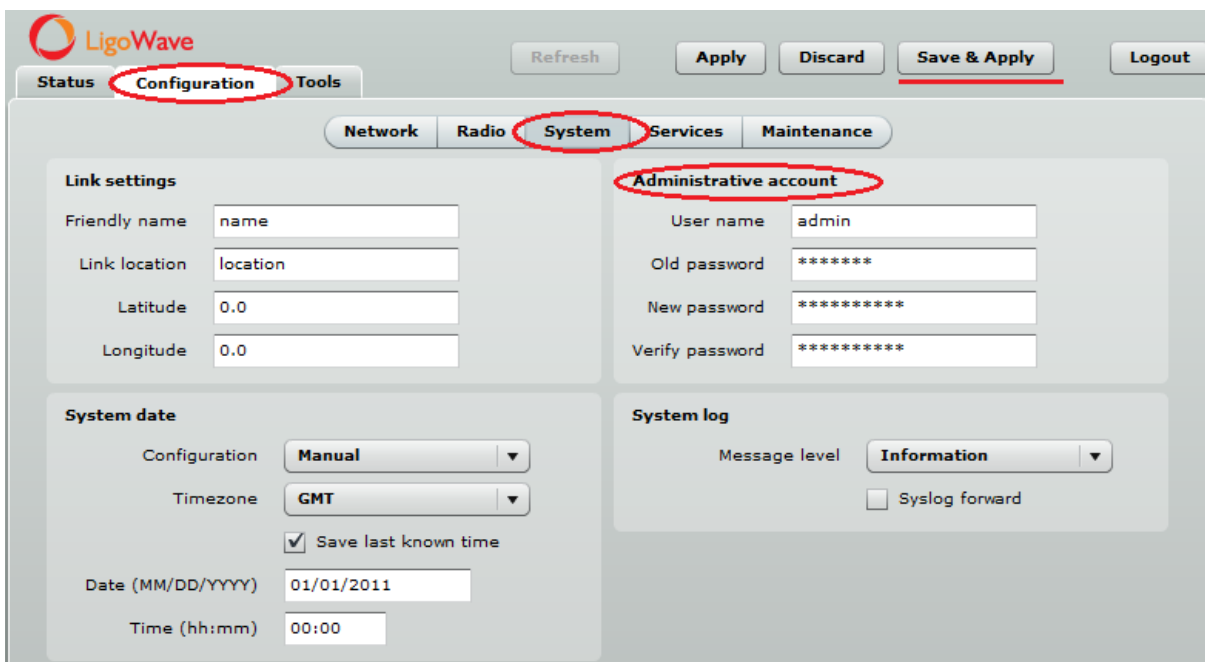 LigoWave
Refresh Apply Discard Save & Apply Logout
Status Configuration Tools
Network Radio System Services Maintenance
Link settings
Friendly name name
Link location location
Latitude 0.0
Longitude 0.0
Administrative account
User name admin
Old password *******
New password **********
Verify password **********
System date
Configuration Manual
Timezone GMT
Save last known time
Date (MM/DD/YYYY) 01/01/2011
Time (hh:mm) 00:00
System log
Message level Information
Syslog forward